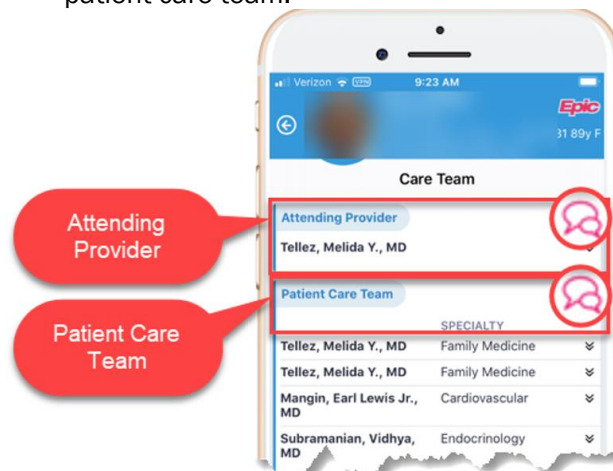 patient care team.
Verizon VPN 9:23 AM
Epic
31 89y F
Care Team
Attending Provider
Tellez, Melida Y., MD
Patient Care Team
SPECIALTY
Tellez, Melida Y., MD Family Medicine
Tellez, Melida Y., MD Family Medicine
Mangin, Earl Lewis Jr., Cardiovascular
MD
Subramanian, Vidhya, Endocrinology
MD
Attending
Provider
Patient Care
Team